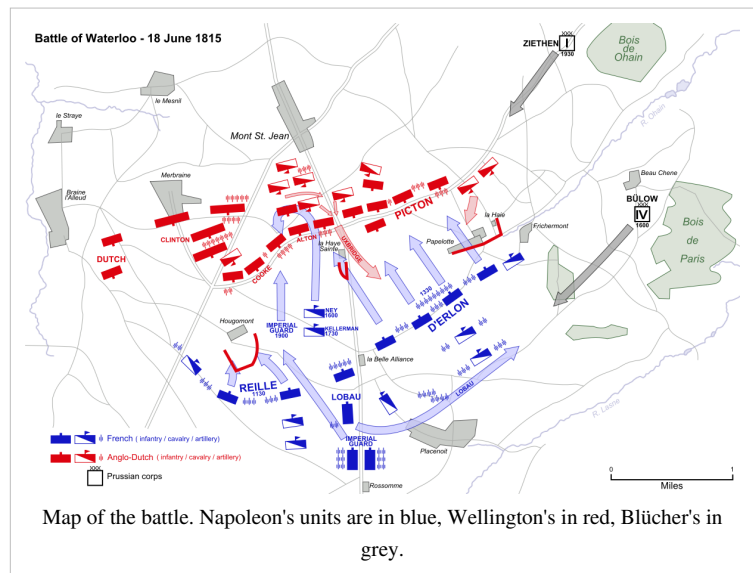 Battle of Waterloo - 18 June 1815
ZIETHEN
XXX
I
1930
Bois
de
Ohain
le Mesnil
le Straye
Mont St. Jean
R. Ohain
Braine
l'Alleud
Merbraine
Beau Chene
BÜLOW
XXX
IV
1600
Bois
de
Paris
PICTON
la Haie
Frichermont
Papelotte
CLINTON
DUTCH
COOKE
ALTON
UXBRIDGE
la Haye
Sainte
1330
D'ERLON
NEY
1600
KELLERMAN
1730
IMPERIAL
GUARD
1900
Hougomont
la Belle Alliance
REILLE
1130
LOBAU
LOBAU
R. Lasne
Placenoit
IMPERIAL
GUARD
Rossomme
French ( infantry / cavalry / artillery)
Anglo-Dutch ( infantry / cavalry / artillery)
XXX
Prussian corps
0 1
Miles
Map of the battle. Napoleon's units are in blue, Wellington's in red, Blücher's in
grey.